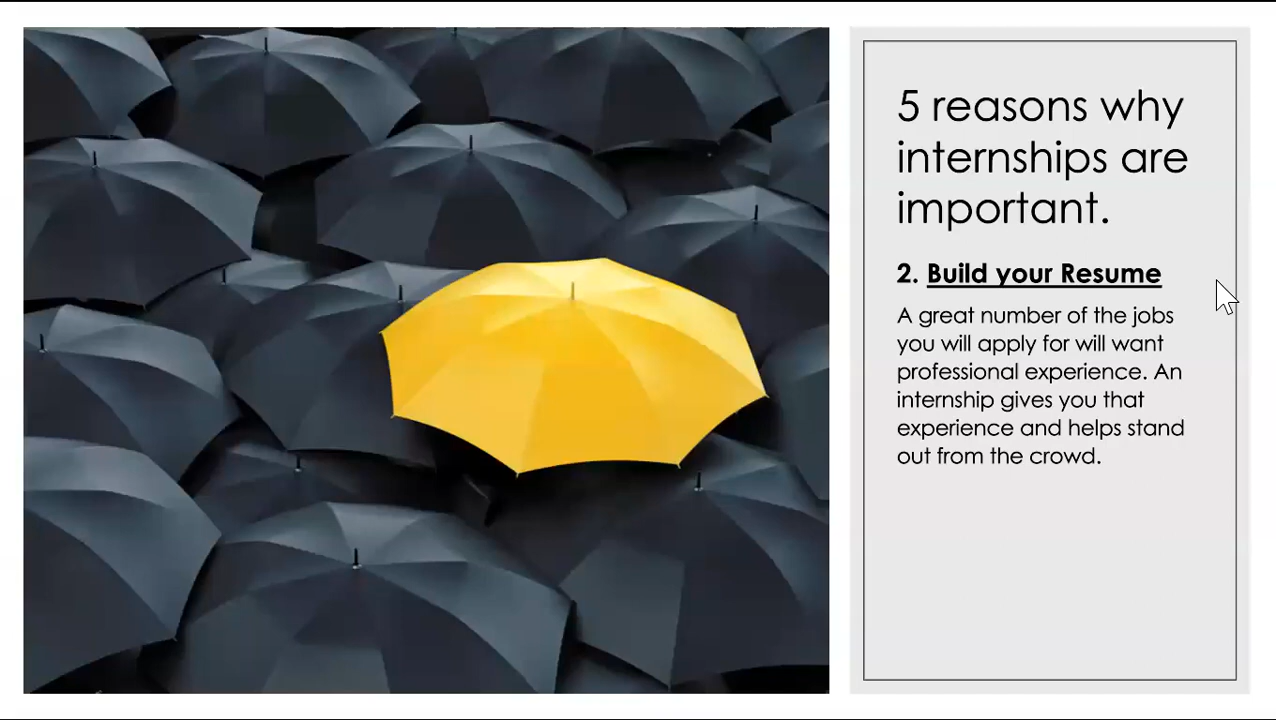 5 reasons why
internships are
important.
2. Build your Resume
A great number of the jobs
you will apply for will want
professional experience. An
internship gives you that
experience and helps stand
out from the crowd.